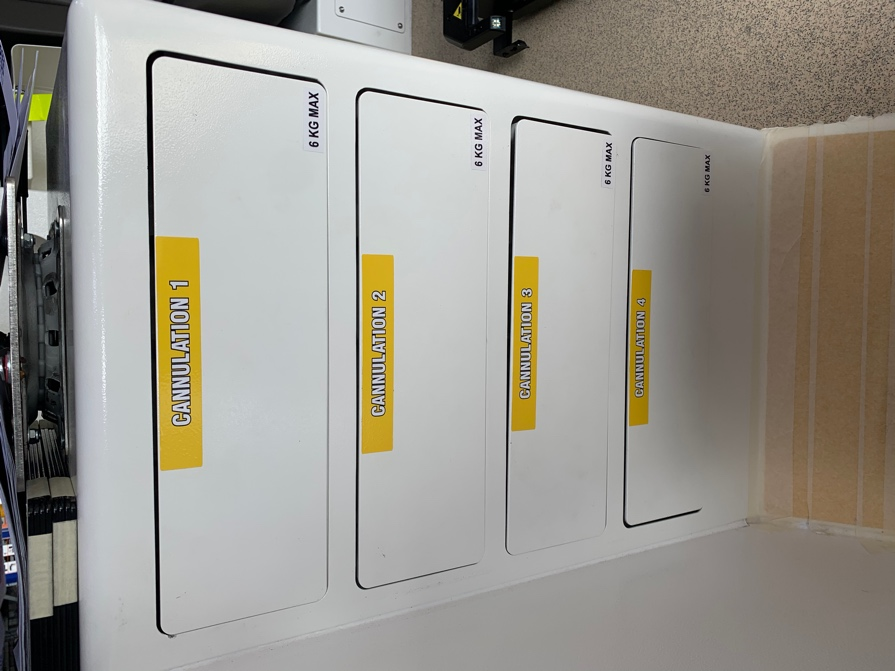 CANNULATION 1
6 KG MAX
CANNULATION 2
6 KG MAX
CANNULATION 3
6 KG MAX
CANNULATION 4
6 KG MAX